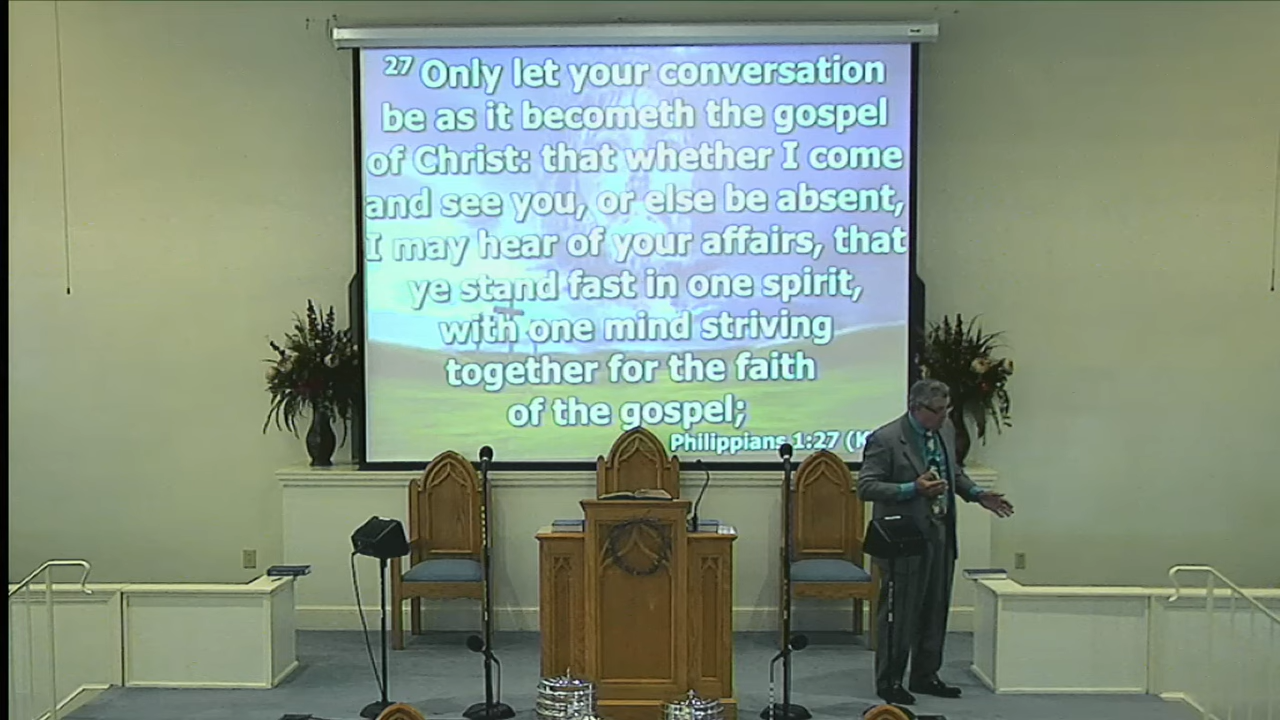 27 Only let your conversation
be as it becometh the gospel
of Christ: that whether I come
and see you, or else be absent,
I may hear of your affairs, that
ye stand fast in one spirit,
with one mind striving
together for the faith
of the gospel;
Philippians 1:27 (K